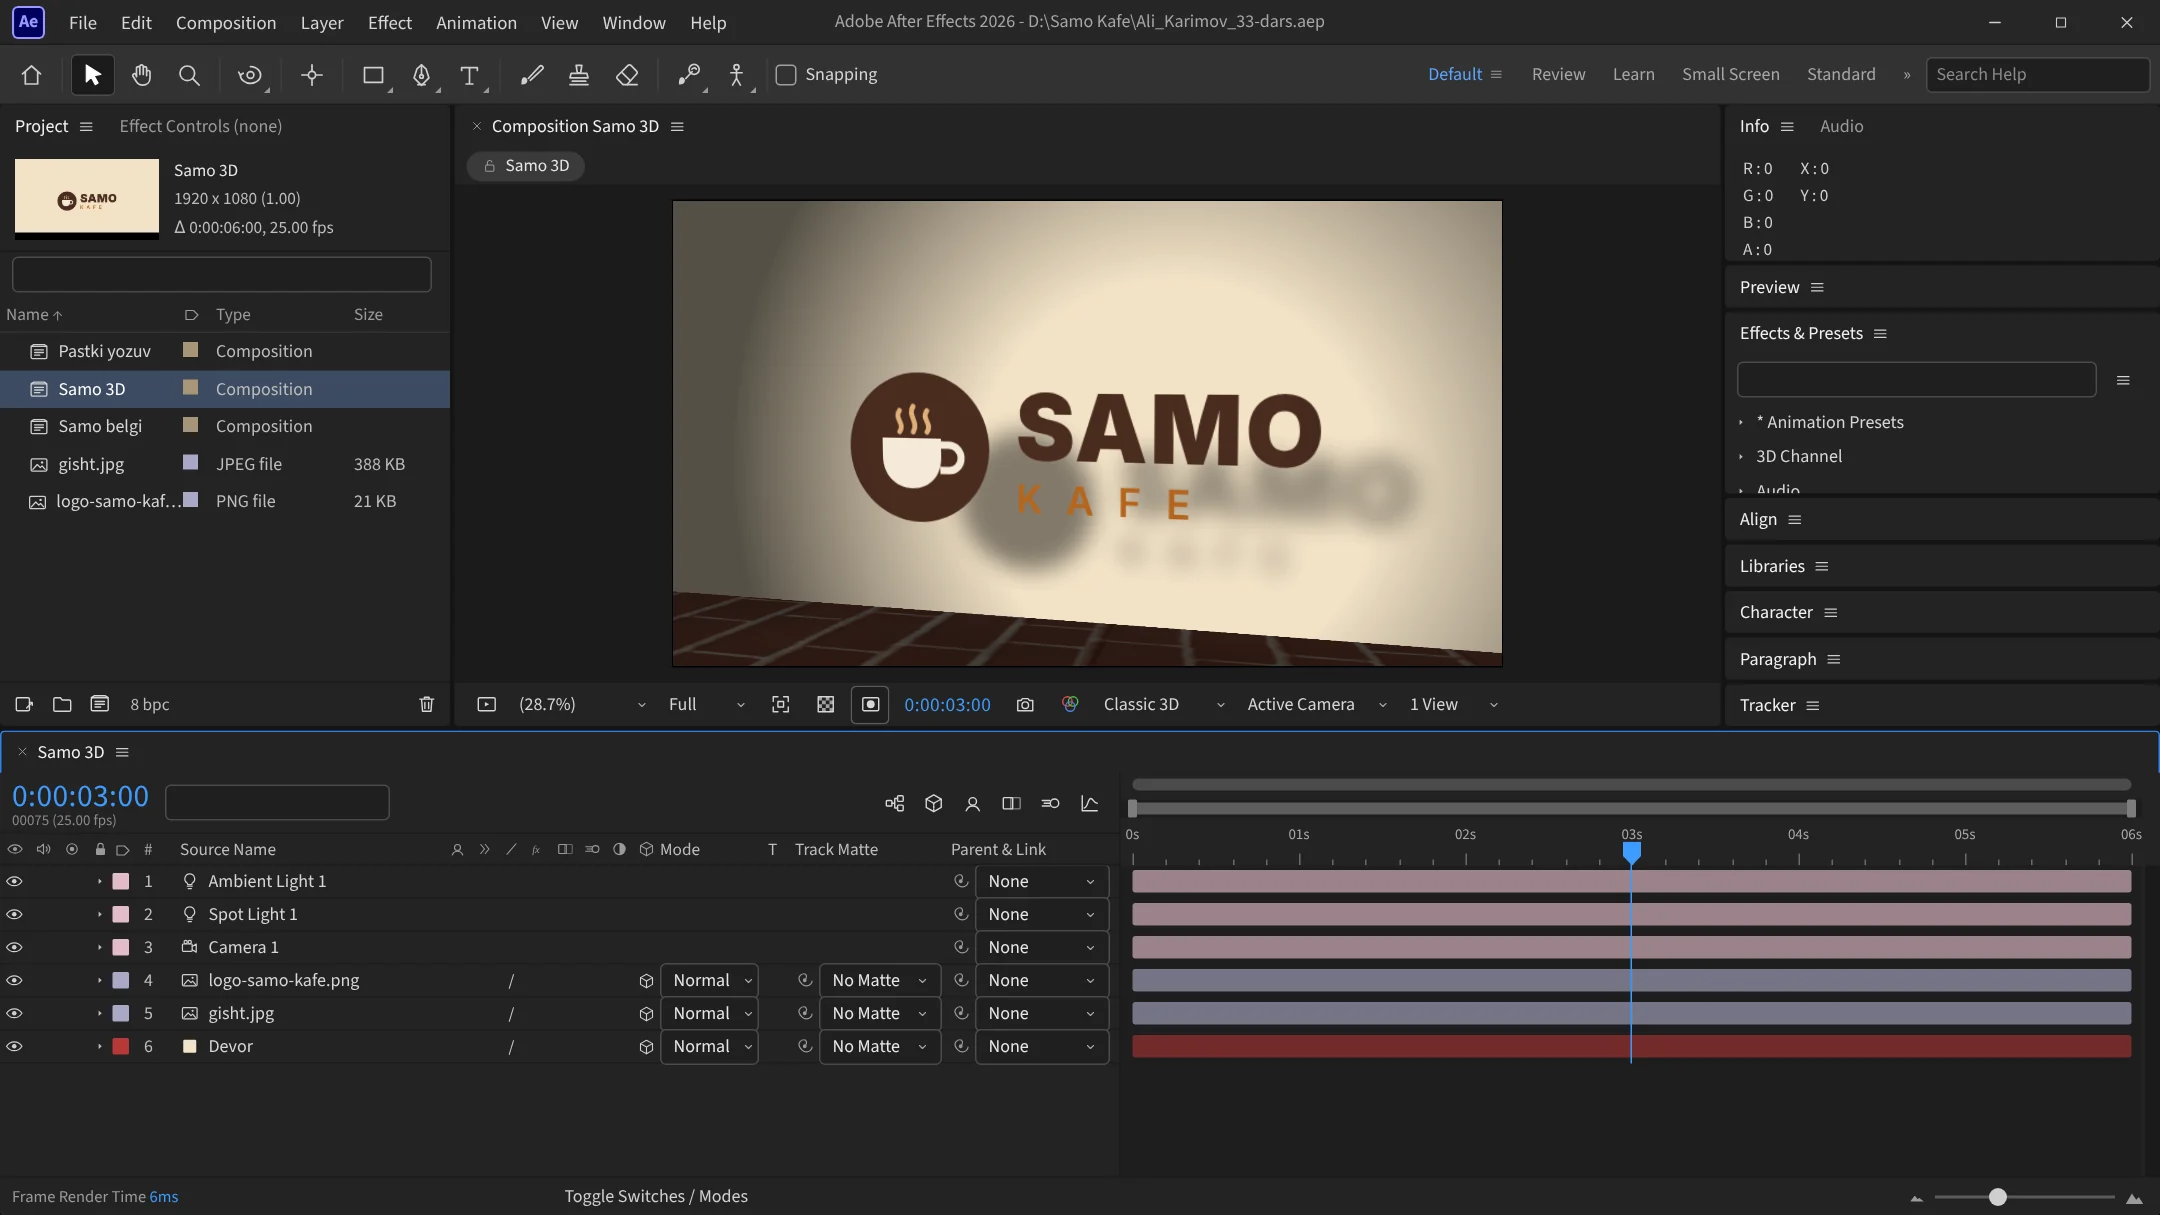 Ae File Edit Composition Layer Effect Animation View Window Help Adobe After Effects 2026 - D:\Samo Kafe\Ali_Karimov_33-dars.aep
Snapping Default Review Learn Small Screen Standard » Search Help
Project Effect Controls (none)
Samo 3D
1920 x 1080 (1.00)
Δ 0:00:06:00, 25.00 fps
SAMO
KAFE
Name Type Size
Pastki yozuv Composition
Samo 3D Composition
Samo belgi Composition
gisht.jpg JPEG file 388 KB
logo-samo-kaf... PNG file 21 KB
8 bpc
Composition Samo 3D
Samo 3D
SAMO
KAFE
(28.7%) Full 0:00:03:00 Classic 3D Active Camera 1 View
Info Audio
R : 0 X : 0
G : 0 Y : 0
B : 0
A : 0
Preview
Effects & Presets
* Animation Presets
3D Channel
Audio
Align
Libraries
Character
Paragraph
Tracker
Samo 3D
0:00:03:00
00075 (25.00 fps)
0s 01s 02s 03s 04s 05s 06s
# Source Name fx Mode T Track Matte Parent & Link
1 Ambient Light 1 None
2 Spot Light 1 None
3 Camera 1 None
4 logo-samo-kafe.png / Normal No Matte None
5 gisht.jpg / Normal No Matte None
6 Devor / Normal No Matte None
Frame Render Time 6ms Toggle Switches / Modes